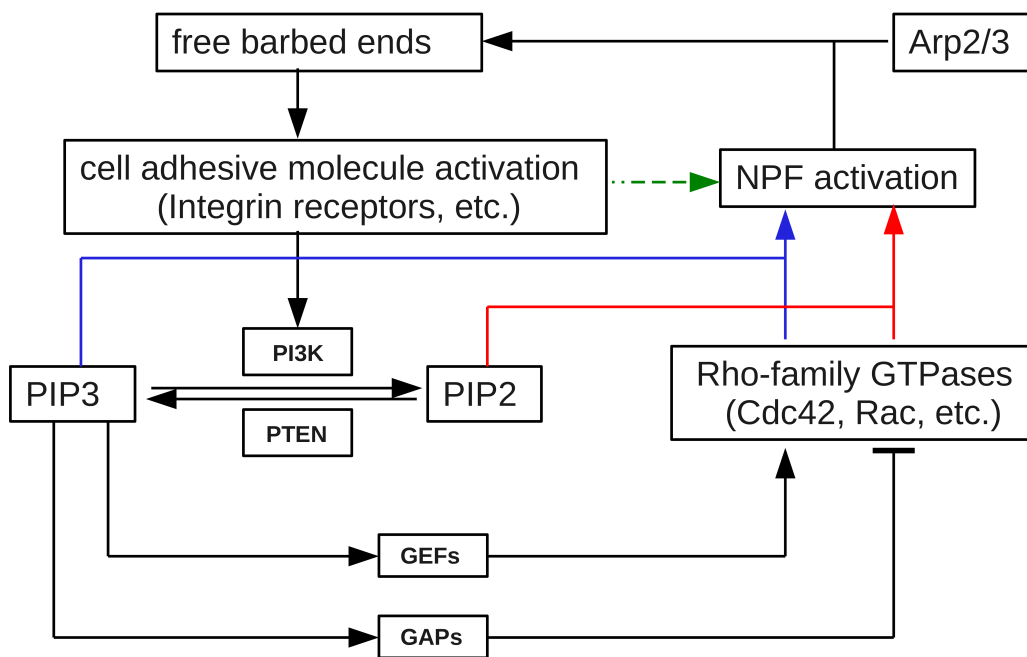 free barbed ends
Arp2/3
cell adhesive molecule activation
(Integrin receptors, etc.)
NPF activation
PI3K
PIP3
PIP2
PTEN
Rho-family GTPases
(Cdc42, Rac, etc.)
GEFs
GAPs